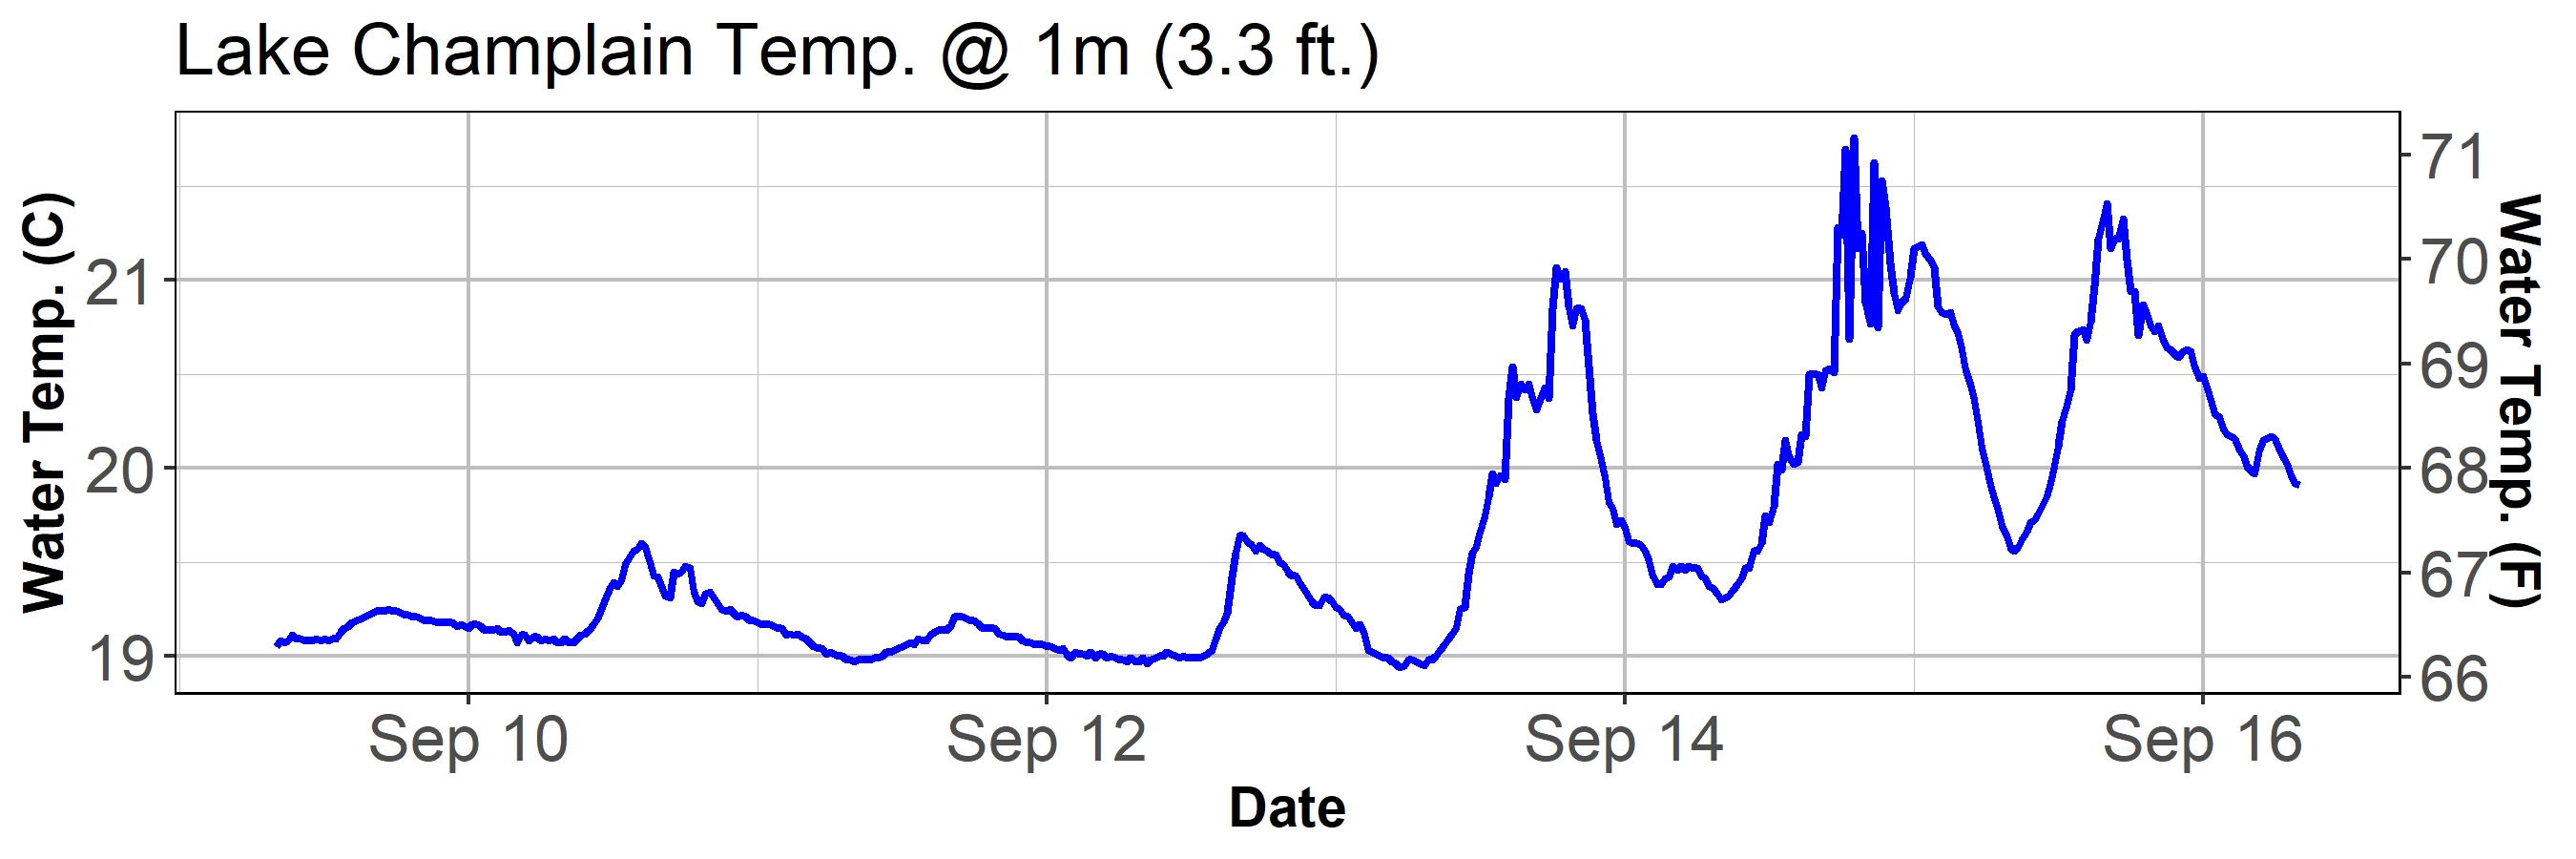 Lake Champlain Temp. @ 1m (3.3 ft.)
Water Temp. (C)
21
20
19
71
70
69
68
67
66
Water Temp. (F)
Sep 10 Sep 12 Sep 14 Sep 16
Date